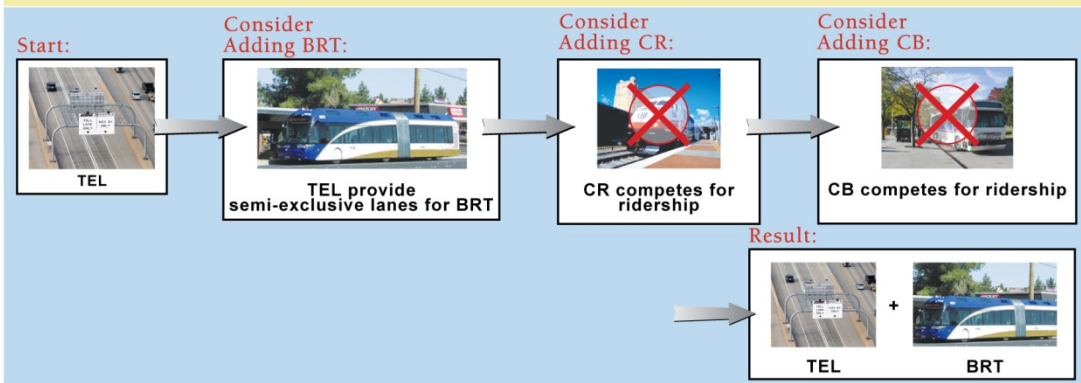 Start:
TEL
Consider
Adding BRT:
TEL provide
semi-exclusive lanes for BRT
Consider
Adding CR:
CR competes for
ridership
Consider
Adding CB:
CB competes for ridership
Result:
TEL
+
BRT